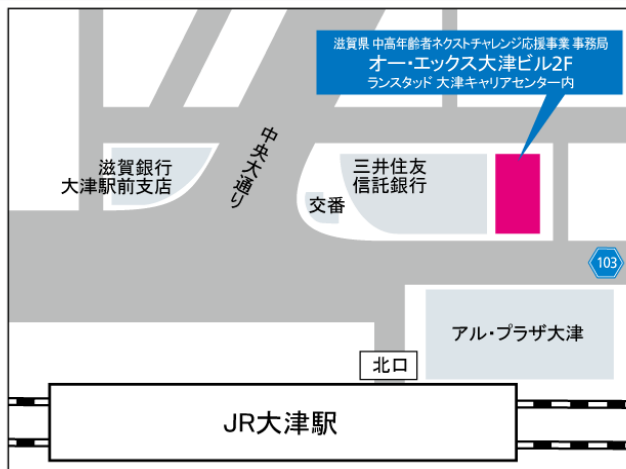 滋賀県 中高年齢者ネクストチャレンジ応援事業 事務局
オー・エックス大津ビル2F
ランスタッド 大津キャリアセンター内
中央大通り
滋賀銀行
大津駅前支店
三井住友
信託銀行
交番
103
アル・プラザ大津
北口
JR大津駅